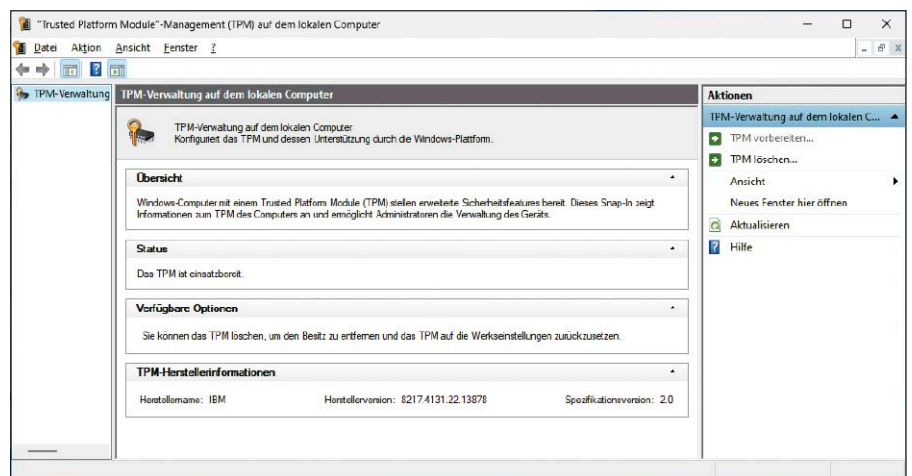 "Trusted Platform Module"-Management (TPM) auf dem lokalen Computer
Datei Aktion Ansicht Fenster ?
TPM-Verwaltung
TPM-Verwaltung auf dem lokalen Computer
TPM-Verwaltung auf dem lokalen Computer
Konfiguriert das TPM und dessen Unterstützung durch die Windows-Plattform.
Übersicht
Windows-Computer mit einem Trusted Platform Module (TPM) stellen erweiterte Sicherheitsfeatures bereit. Dieses Snap-In zeigt
Informationen zum TPM des Computers an und ermöglicht Administratoren die Verwaltung des Geräts.
Status
Das TPM ist einsatzbereit.
Verfügbare Optionen
Sie können das TPM löschen, um den Besitz zu entfernen und das TPM auf die Werkseinstellungen zurückzusetzen.
TPM-Herstellerinformationen
Herstellername: IBM Herstellerversion: 8217.4131.22.13878 Spezifikationsversion: 2.0
Aktionen
TPM-Verwaltung auf dem lokalen C...
TPM vorbereiten...
TPM löschen...
Ansicht
Neues Fenster hier öffnen
Aktualisieren
Hilfe